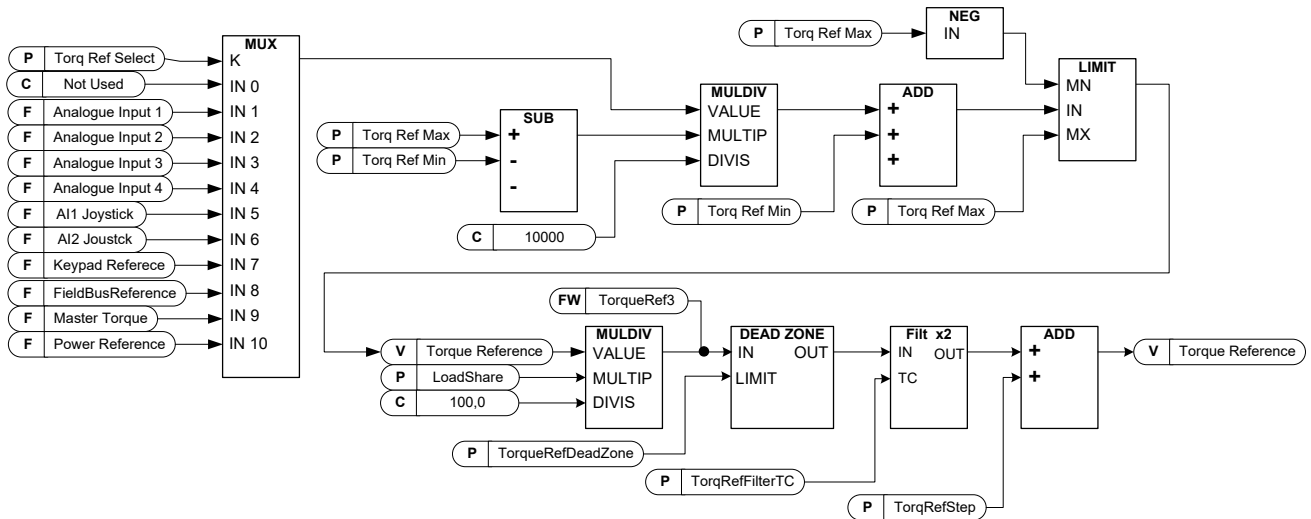 MUX
P Torq Ref Select K
C Not Used IN 0
F Analogue Input 1 IN 1
F Analogue Input 2 IN 2
F Analogue Input 3 IN 3
F Analogue Input 4 IN 4
F AI1 Joystick IN 5
F AI2 Joustck IN 6
F Keypad Referece IN 7
F FieldBusReference IN 8
F Master Torque IN 9
F Power Reference IN 10
SUB
P Torq Ref Max +
P Torq Ref Min -
-
C 10000
MULDIV
VALUE
MULTIP
DIVIS
P Torq Ref Min
ADD
+
+
+
P Torq Ref Max
NEG
IN
P Torq Ref Max
LIMIT
MN
IN
MX
FW TorqueRef3
MULDIV
V Torque Reference VALUE
P LoadShare MULTIP
C 100,0 DIVIS
DEAD ZONE
IN OUT
LIMIT
P TorqueRefDeadZone
Filt x2
IN OUT
TC
P TorqRefFilterTC
ADD
+
+
P TorqRefStep
V Torque Reference